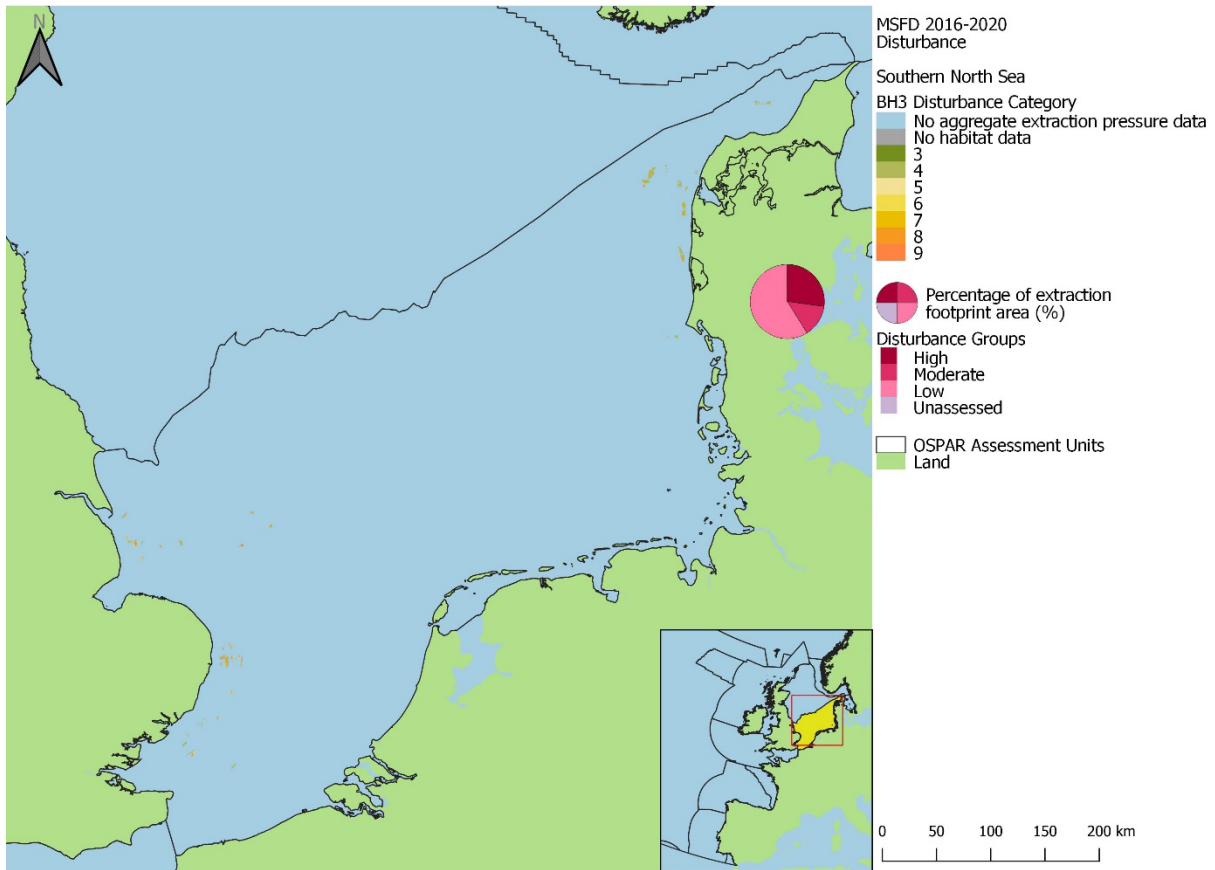 N
MSFD 2016-2020
Disturbance
Southern North Sea
BH3 Disturbance Category
No aggregate extraction pressure data
No habitat data
3
4
5
6
7
8
9
Percentage of extraction
footprint area (%)
Disturbance Groups
High
Moderate
Low
Unassessed
OSPAR Assessment Units
Land
0 50 100 150 200 km